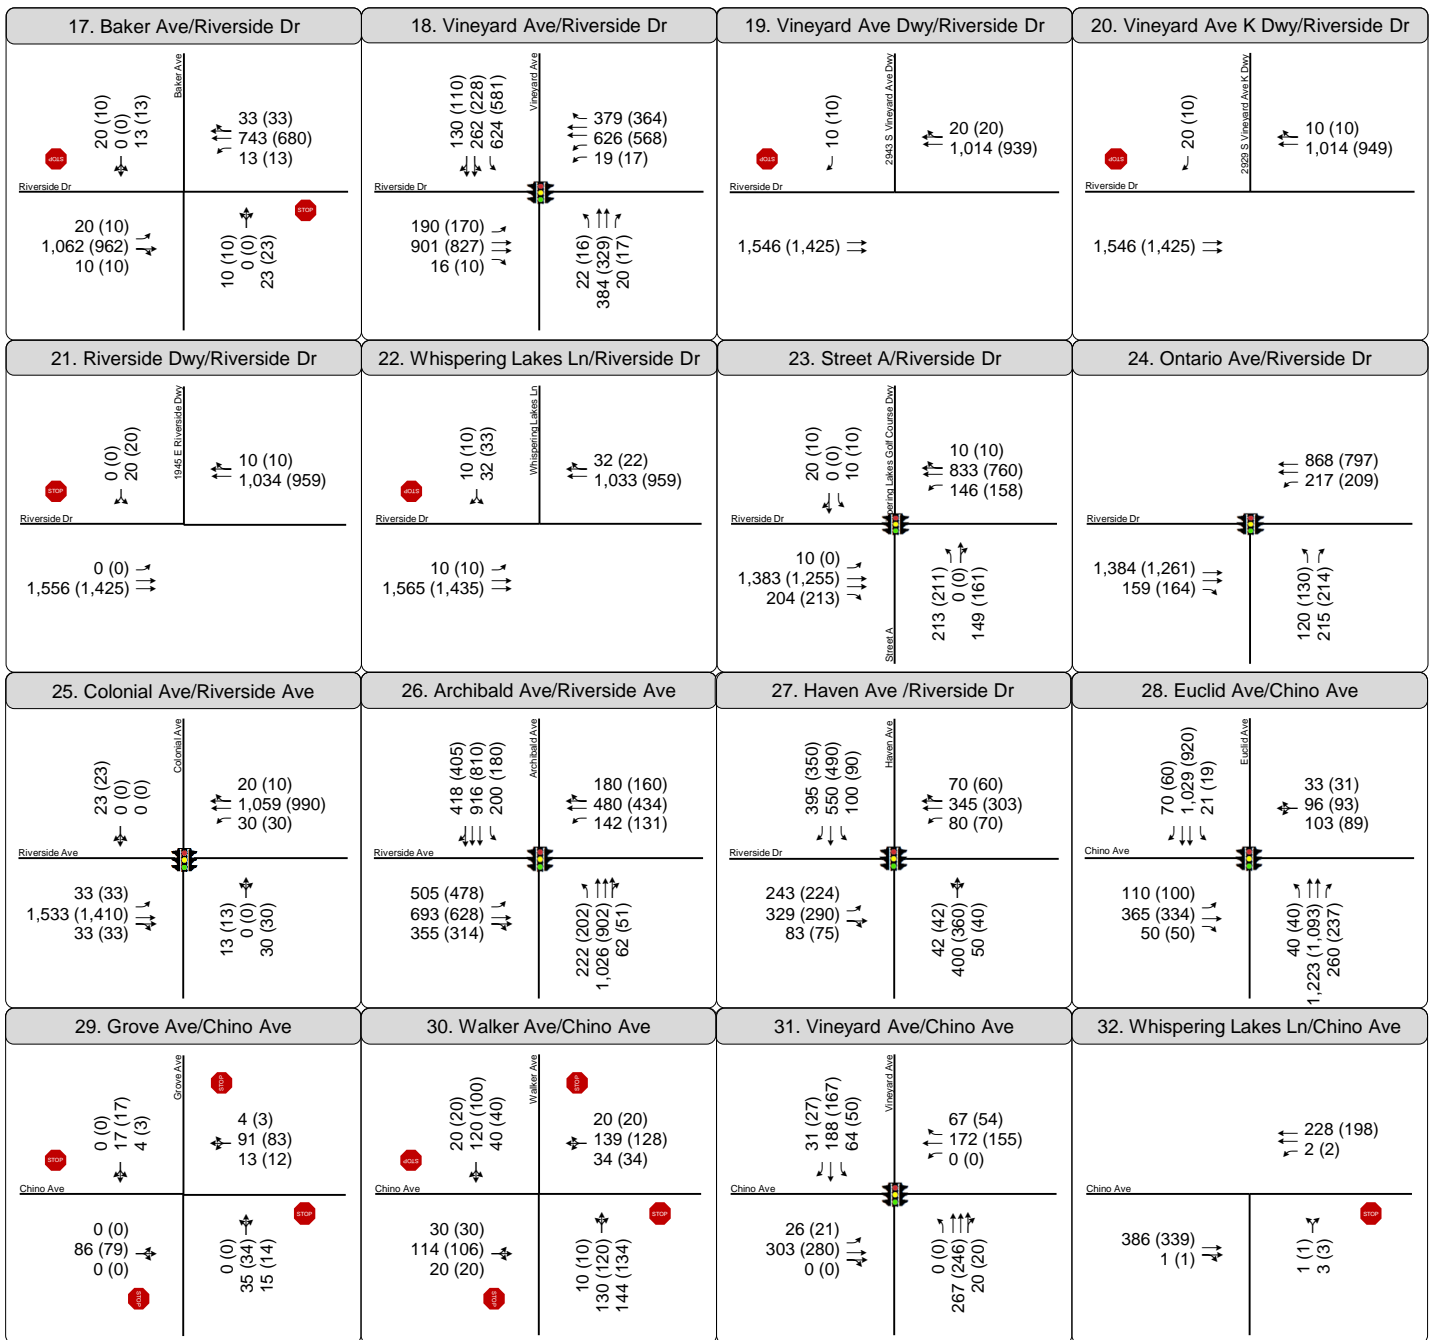 17. Baker Ave/Riverside Dr
Baker Ave
20 (10)
0 (0)
13 (13)
33 (33)
743 (680)
13 (13)
STOP
Riverside Dr
20 (10)
1,062 (962)
10 (10)
10 (10)
0 (0)
23 (23)
STOP
18. Vineyard Ave/Riverside Dr
Vineyard Ave
130 (110)
262 (228)
624 (581)
379 (364)
626 (568)
19 (17)
Riverside Dr
190 (170)
901 (827)
16 (10)
22 (16)
384 (329)
20 (17)
19. Vineyard Ave Dwy/Riverside Dr
2943 S Vineyard Ave Dwy
10 (10)
20 (20)
1,014 (939)
STOP
Riverside Dr
1,546 (1,425)
20. Vineyard Ave K Dwy/Riverside Dr
2929 S Vineyard Ave K Dwy
20 (10)
10 (10)
1,014 (949)
STOP
Riverside Dr
1,546 (1,425)
21. Riverside Dwy/Riverside Dr
1945 E Riverside Dwy
0 (0)
20 (20)
10 (10)
1,034 (959)
STOP
Riverside Dr
0 (0)
1,556 (1,425)
22. Whispering Lakes Ln/Riverside Dr
Whispering Lakes Ln
10 (10)
32 (33)
32 (22)
1,033 (959)
STOP
Riverside Dr
10 (10)
1,565 (1,435)
23. Street A/Riverside Dr
pering Lakes Golf Course Dwy
20 (10)
0 (0)
10 (10)
10 (10)
833 (760)
146 (158)
Riverside Dr
10 (0)
1,383 (1,255)
204 (213)
213 (211)
0 (0)
149 (161)
Street A
24. Ontario Ave/Riverside Dr
868 (797)
217 (209)
Riverside Dr
1,384 (1,261)
159 (164)
120 (130)
215 (214)
25. Colonial Ave/Riverside Ave
Colonial Ave
23 (23)
0 (0)
0 (0)
20 (10)
1,059 (990)
30 (30)
Riverside Ave
33 (33)
1,533 (1,410)
33 (33)
13 (13)
0 (0)
30 (30)
26. Archibald Ave/Riverside Ave
Archibald Ave
418 (405)
916 (810)
200 (180)
180 (160)
480 (434)
142 (131)
Riverside Ave
505 (478)
693 (628)
355 (314)
222 (202)
1,026 (902)
62 (51)
27. Haven Ave /Riverside Dr
Haven Ave
395 (350)
550 (490)
100 (90)
70 (60)
345 (303)
80 (70)
Riverside Dr
243 (224)
329 (290)
83 (75)
42 (42)
400 (360)
50 (40)
28. Euclid Ave/Chino Ave
Euclid Ave
70 (60)
1,029 (920)
21 (19)
33 (31)
96 (93)
103 (89)
Chino Ave
110 (100)
365 (334)
50 (50)
40 (40)
1,223 (1,093)
260 (237)
29. Grove Ave/Chino Ave
Grove Ave
STOP
0 (0)
17 (17)
4 (3)
4 (3)
91 (83)
13 (12)
STOP
Chino Ave
0 (0)
86 (79)
0 (0)
0 (0)
35 (34)
15 (14)
STOP
STOP
30. Walker Ave/Chino Ave
Walker Ave
STOP
20 (20)
120 (100)
40 (40)
20 (20)
139 (128)
34 (34)
STOP
Chino Ave
30 (30)
114 (106)
20 (20)
10 (10)
130 (120)
144 (134)
STOP
STOP
31. Vineyard Ave/Chino Ave
Vineyard Ave
31 (27)
188 (167)
64 (50)
67 (54)
172 (155)
0 (0)
Chino Ave
26 (21)
303 (280)
0 (0)
0 (0)
267 (246)
20 (20)
32. Whispering Lakes Ln/Chino Ave
228 (198)
2 (2)
Chino Ave
STOP
386 (339)
1 (1)
1 (1)
3 (3)